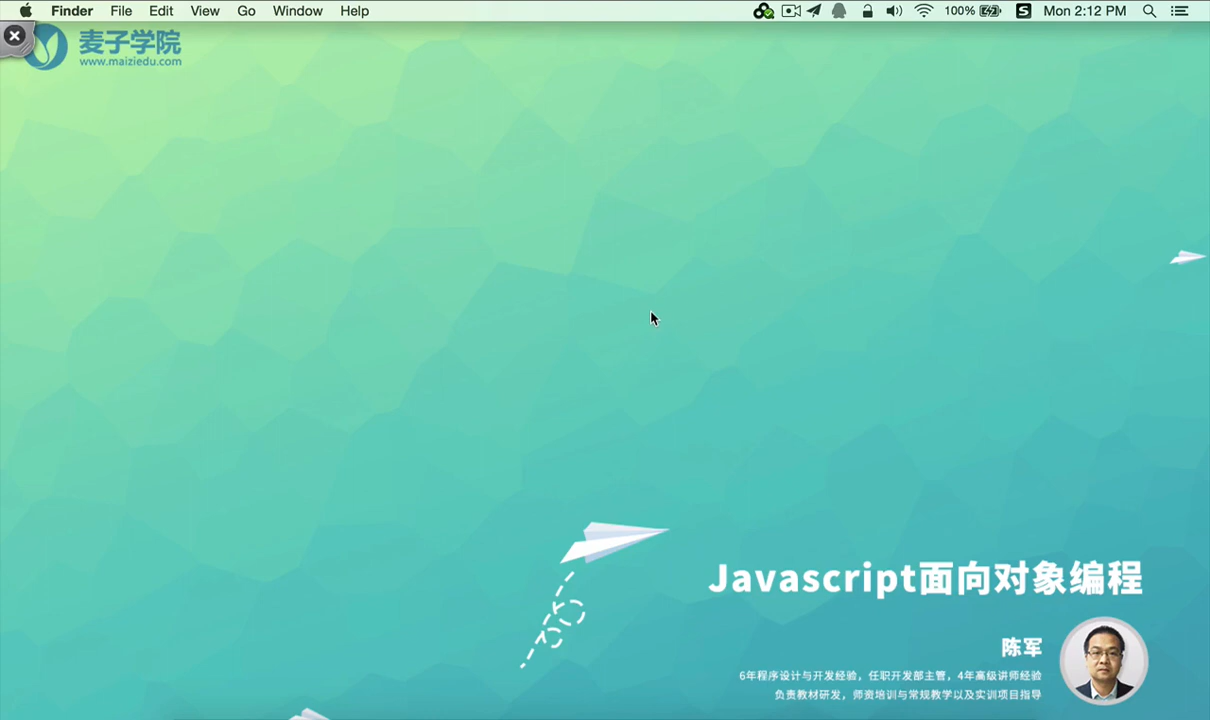 Finder File Edit View Go Window Help 100% Mon 2:12 PM
麦子学院
www.maiziedu.com
Javascript面向对象编程
陈军
6年程序设计与开发经验，任职开发部主管，4年高级讲师经验
负责教材研发，师资培训与常规教学以及实训项目指导